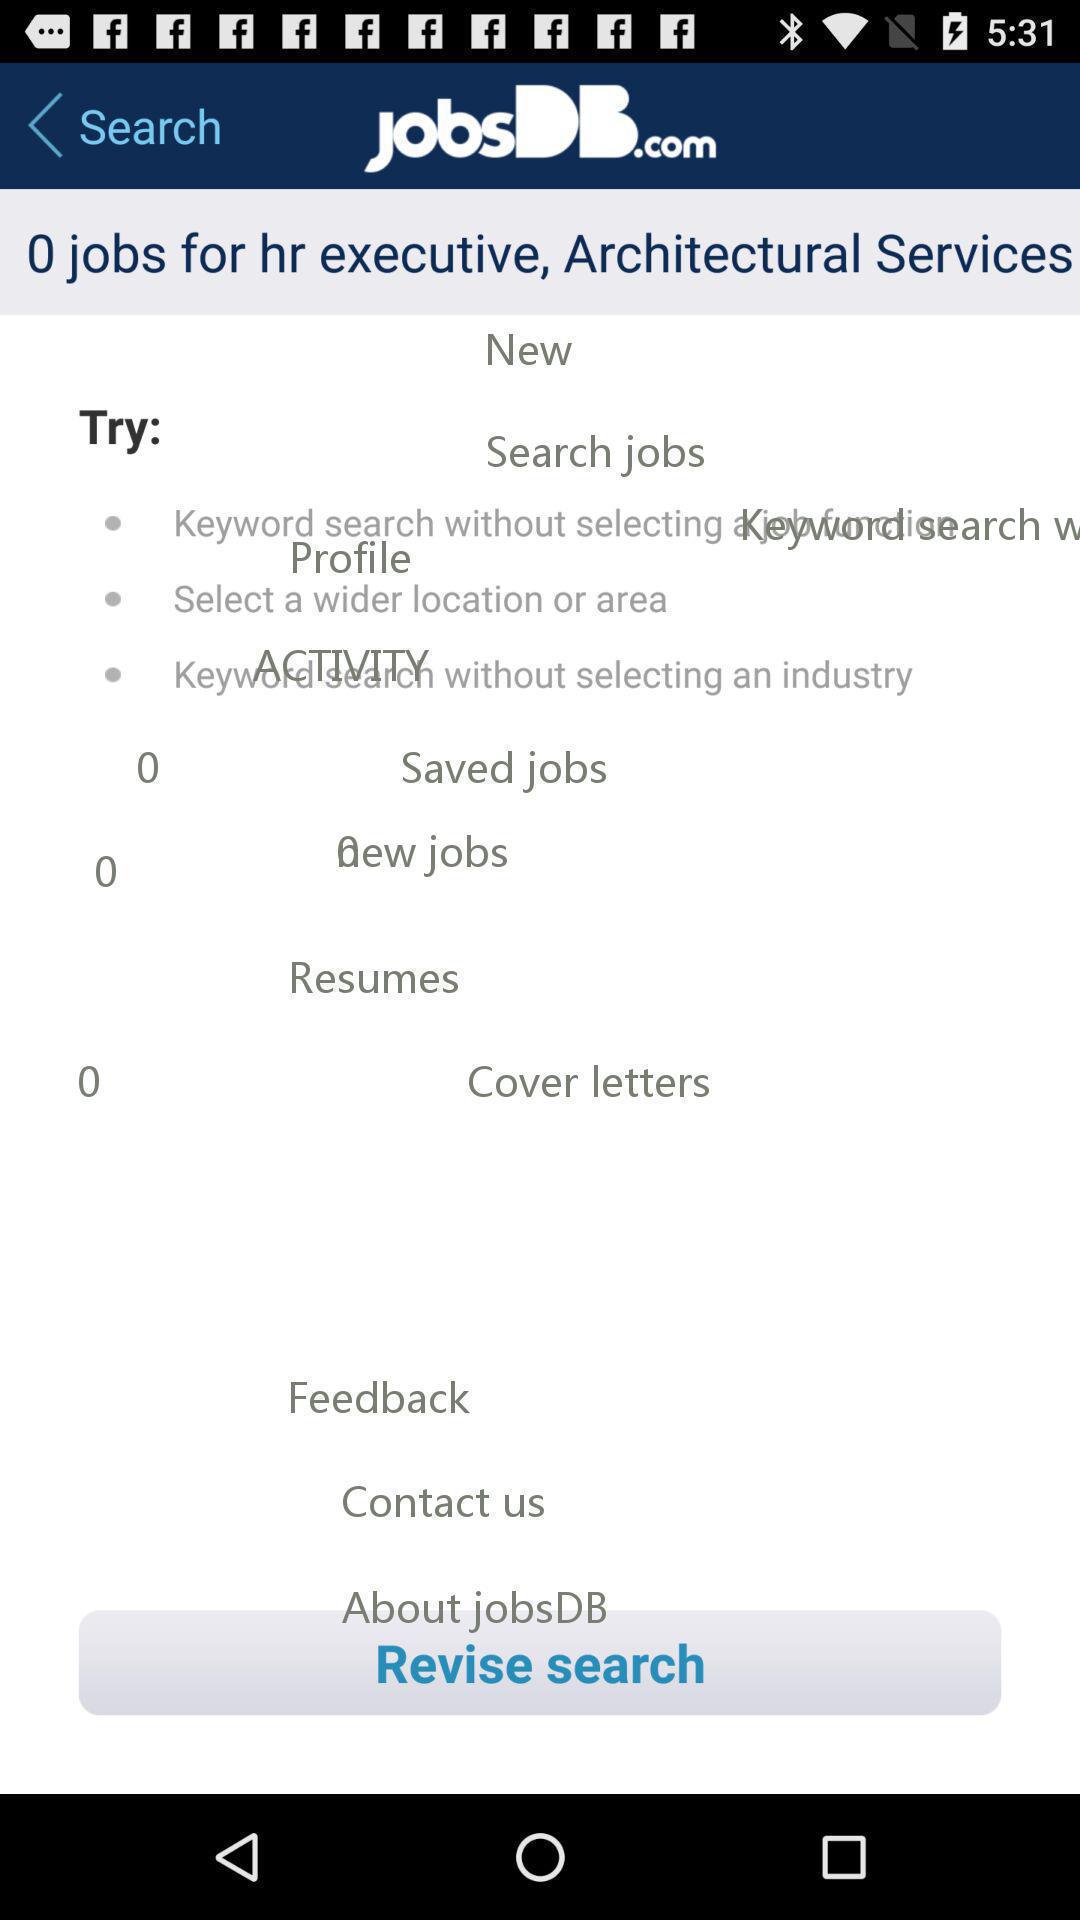 5:31
Search
jobsDB.com
0 jobs for hr executive, Architectural Services
New
Try:
Search jobs
Keyword search without selecting a job function
Keyword search w
Profile
Select a wider location or area
ACTIVITY
Keyword search without selecting an industry
0
Saved jobs
0
new jobs
0
Resumes
0
Cover letters
Feedback
Contact us
About jobsDB
Revise search